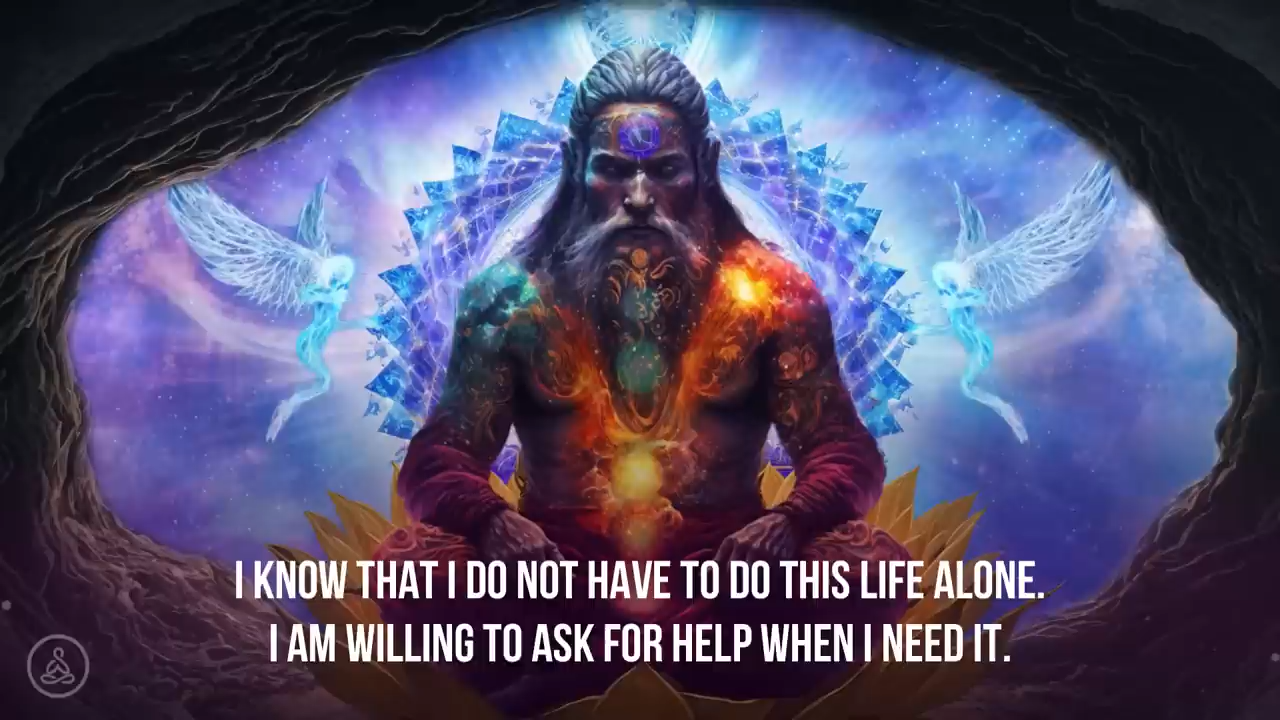 I KNOW THAT I DO NOT HAVE TO DO THIS LIFE ALONE.
I AM WILLING TO ASK FOR HELP WHEN I NEED IT.